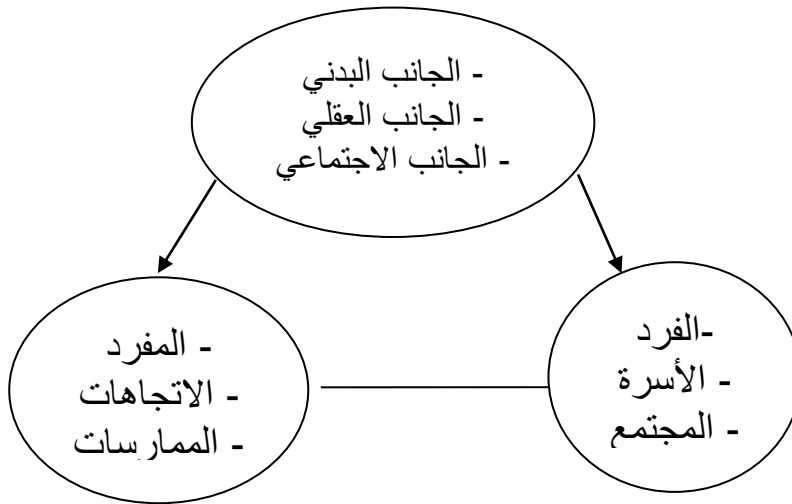 - الجانب البدني
- الجانب العقلي
- الجانب الاجتماعي
-الفرد
- الأسرة
- المجتمع
- المفرد
- الاتجاهات
- الممارسات